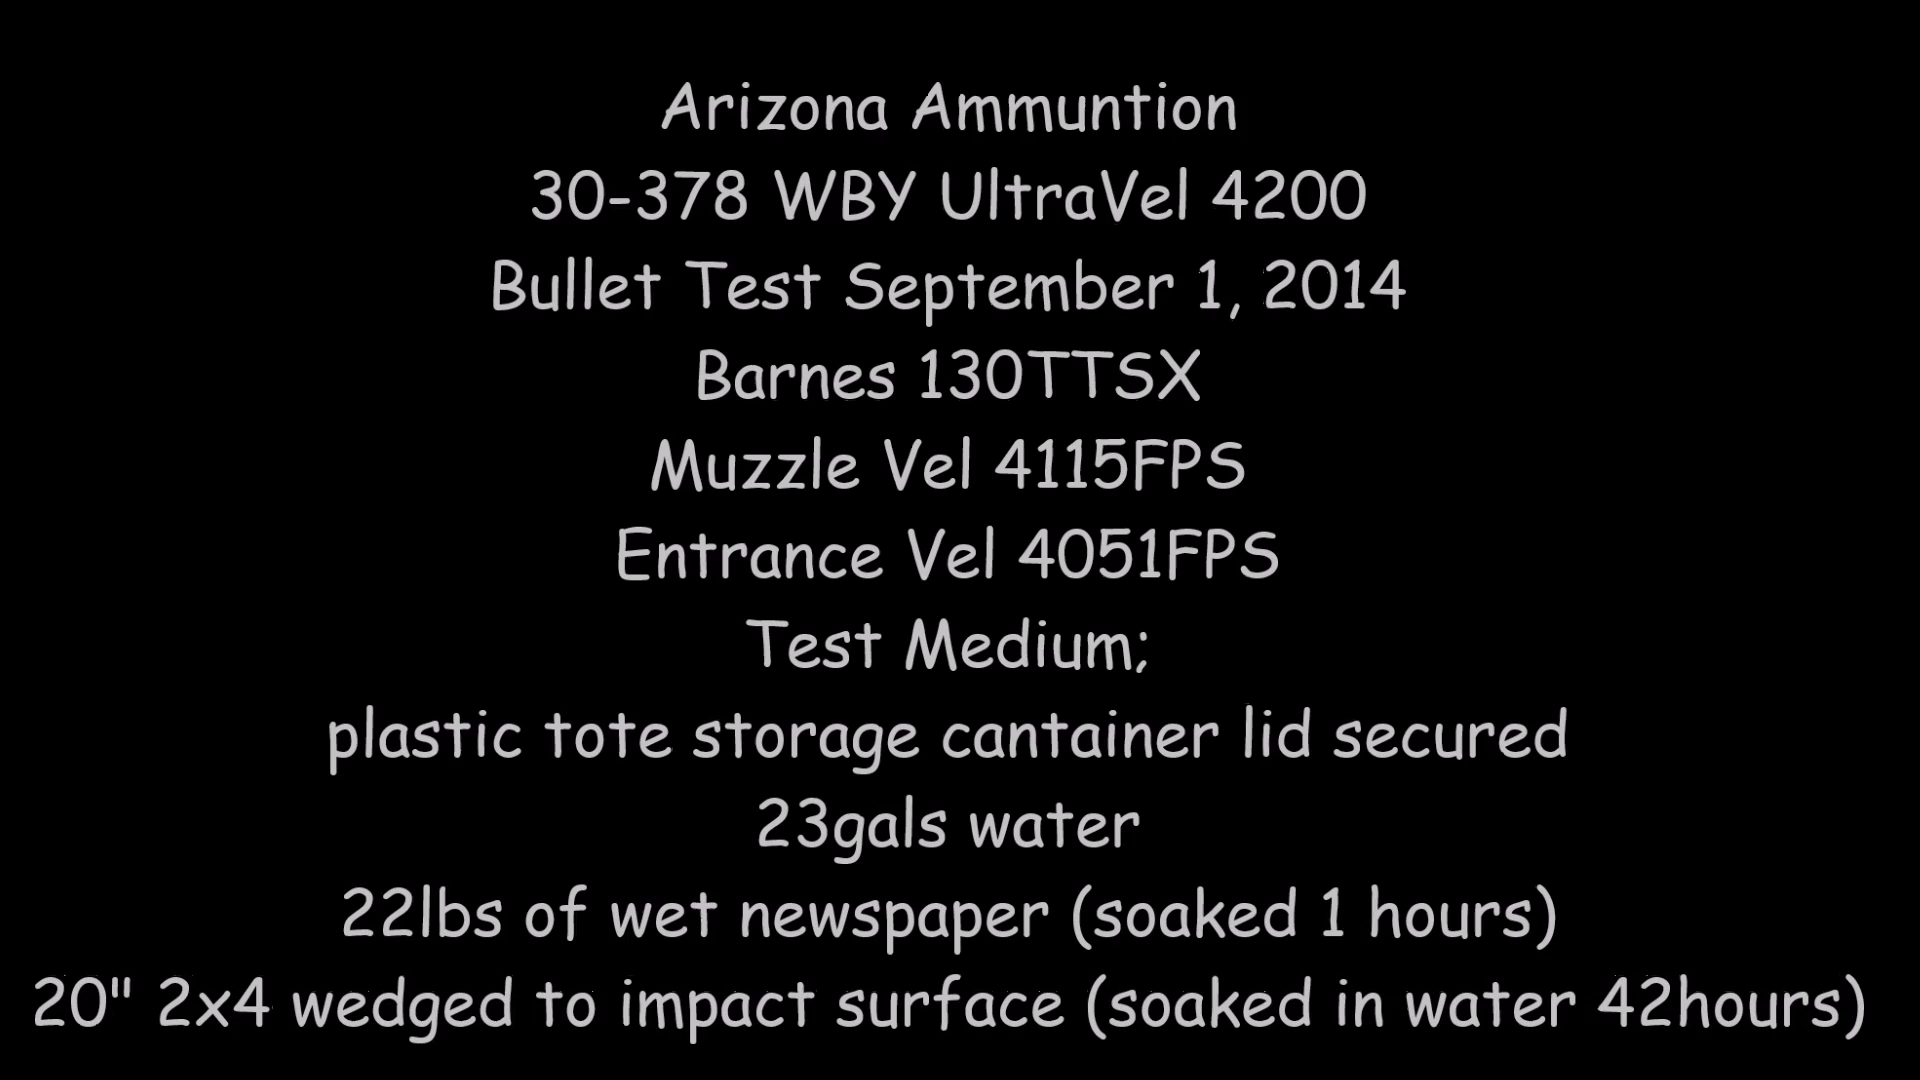 Arizona Ammuntion
30-378 WBY UltraVel 4200
Bullet Test September 1, 2014
Barnes 130TTSX
Muzzle Vel 4115FPS
Entrance Vel 4051FPS
Test Medium;
plastic tote storage cantainer lid secured
23gals water
22lbs of wet newspaper (soaked 1 hours)
20" 2x4 wedged to impact surface (soaked in water 42hours)